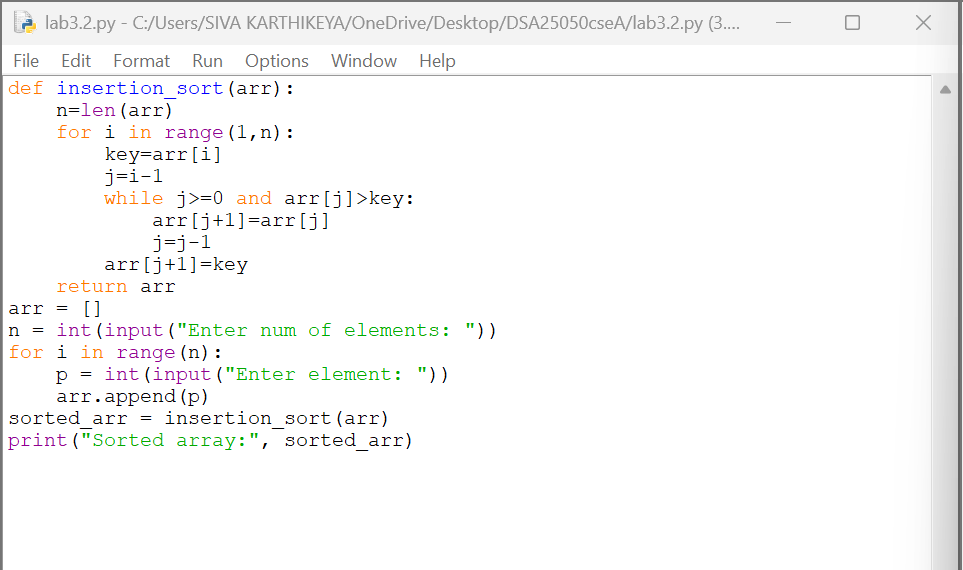 lab3.2.py - C:/Users/SIVA KARTHIKEYA/OneDrive/Desktop/DSA25050cseA/lab3.2.py (3....
File Edit Format Run Options Window Help
def insertion_sort(arr):
    n=len(arr)
    for i in range(1,n):
        key=arr[i]
        j=i-1
        while j>=0 and arr[j]>key:
            arr[j+1]=arr[j]
            j=j-1
        arr[j+1]=key
    return arr
arr = []
n = int(input("Enter num of elements: "))
for i in range(n):
    p = int(input("Enter element: "))
    arr.append(p)
sorted_arr = insertion_sort(arr)
print("Sorted array:", sorted_arr)